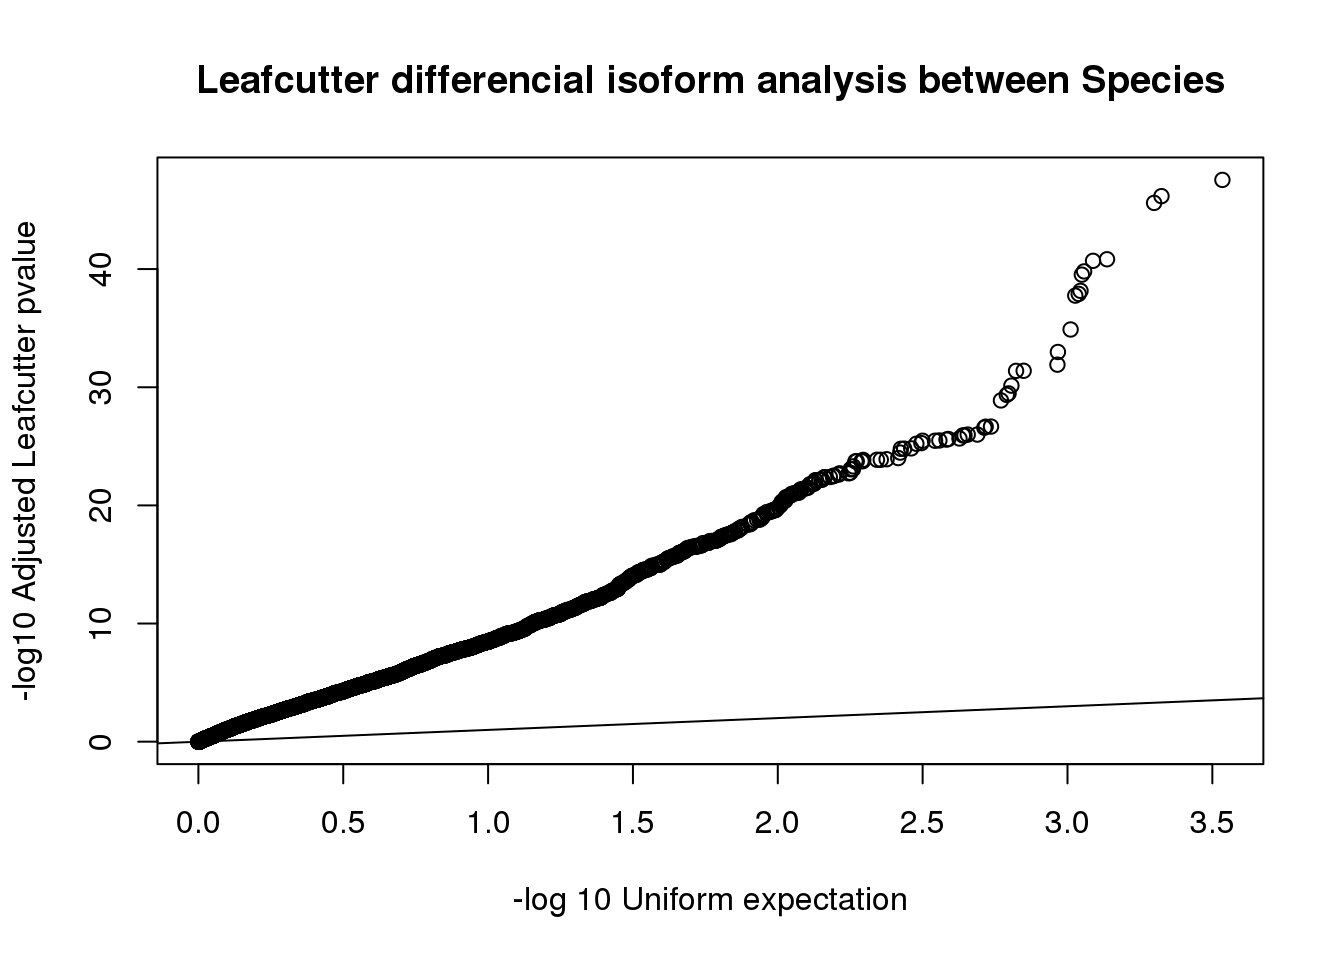 Leafcutter differencial isoform analysis between Species
-log10 Adjusted Leafcutter pvalue
40
30
20
10
0
0.0 0.5 1.0 1.5 2.0 2.5 3.0 3.5
-log 10 Uniform expectation